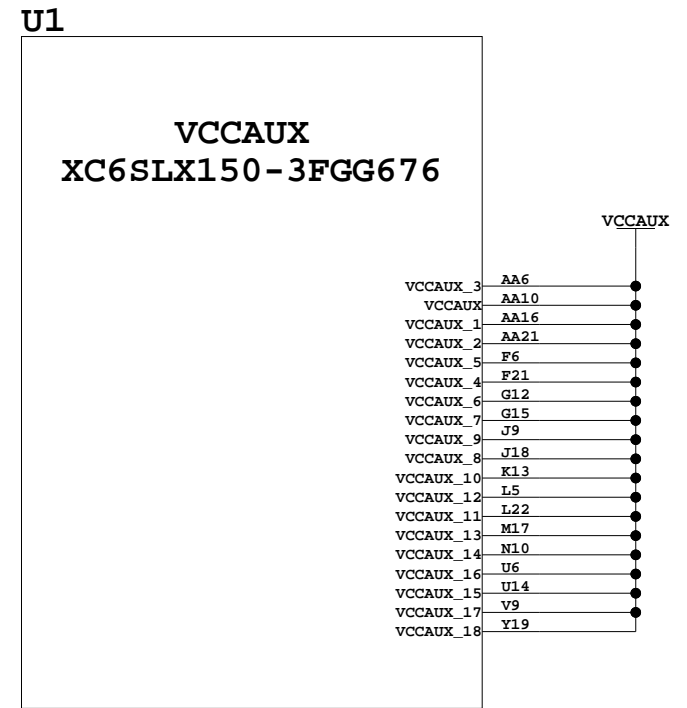 U1
VCCAUX
XC6SLX150-3FGG676
VCCAUX
VCCAUX_3 AA6
VCCAUX AA10
VCCAUX_1 AA16
VCCAUX_2 AA21
VCCAUX_5 F6
VCCAUX_4 F21
VCCAUX_6 G12
VCCAUX_7 G15
VCCAUX_9 J9
VCCAUX_8 J18
VCCAUX_10 K13
VCCAUX_12 L5
VCCAUX_11 L22
VCCAUX_13 M17
VCCAUX_14 N10
VCCAUX_16 U6
VCCAUX_15 U14
VCCAUX_17 V9
VCCAUX_18 Y19